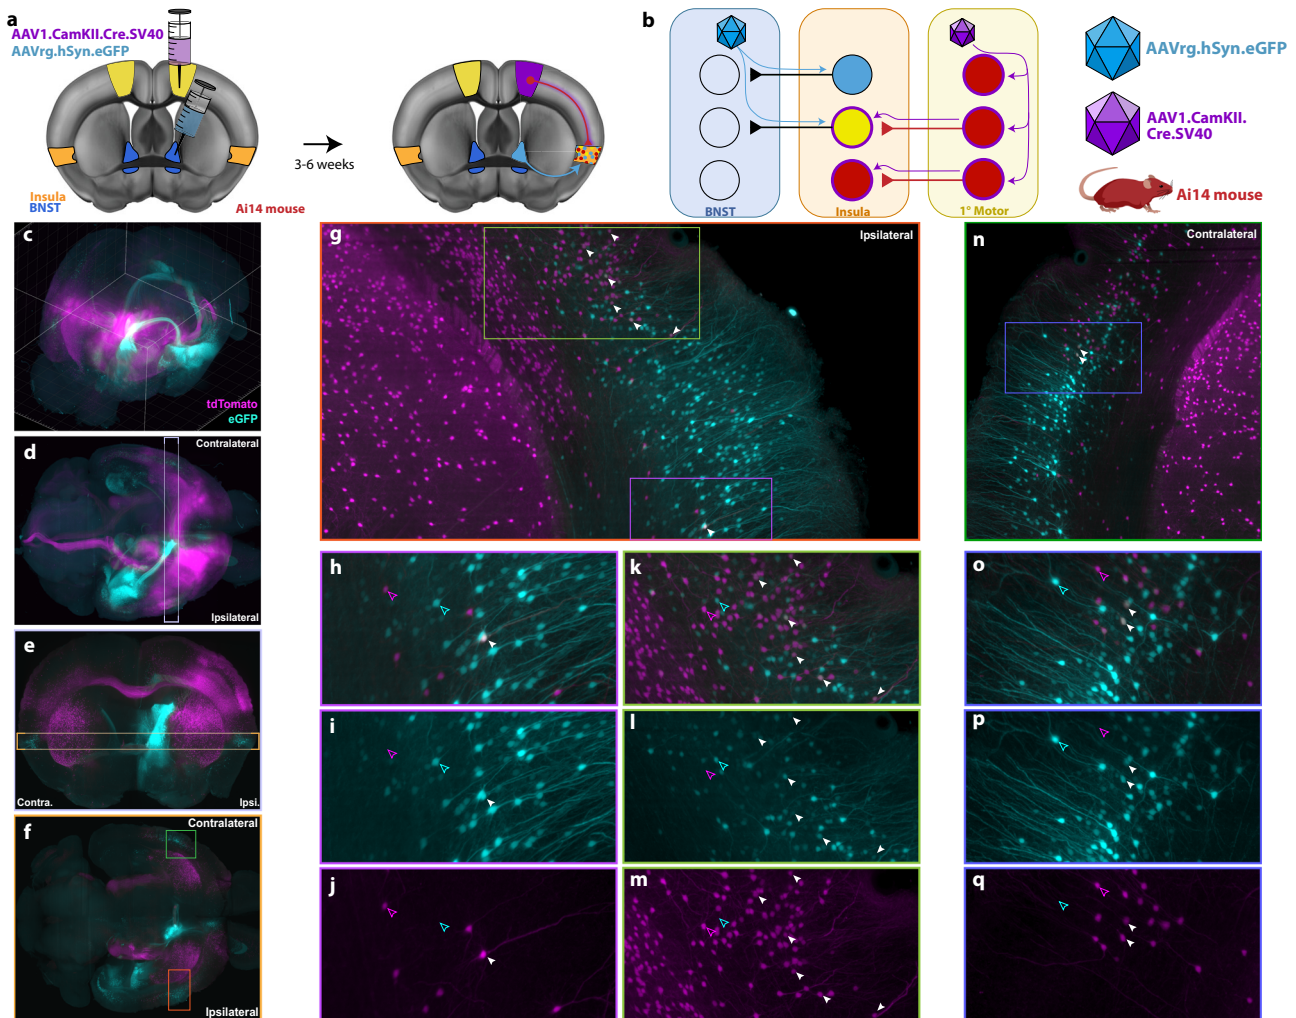 a
AAV1.CamKII.Cre.SV40
AAVrg.hSyn.eGFP
3-6 weeks
Insula
BNST
Ai14 mouse
b
BNST
Insula
1° Motor
AAVrg.hSyn.eGFP
AAV1.CamKII.
Cre.SV40
Ai14 mouse
c
tdTomato
eGFP
d
Contralateral
Ipsilateral
e
Contra.
Ipsi.
f
Contralateral
Ipsilateral
g
Ipsilateral
h
i
j
k
l
m
n
Contralateral
o
p
q